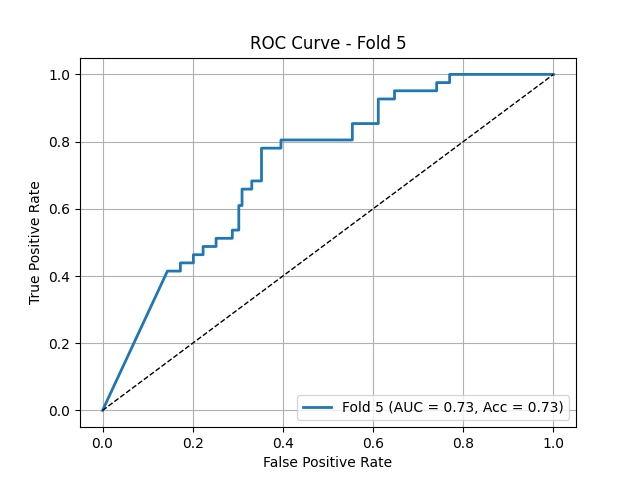 ROC Curve - Fold 5
True Positive Rate
1.0
0.8
0.6
0.4
0.2
0.0
0.0 0.2 0.4 0.6 0.8 1.0
False Positive Rate
Fold 5 (AUC = 0.73, Acc = 0.73)